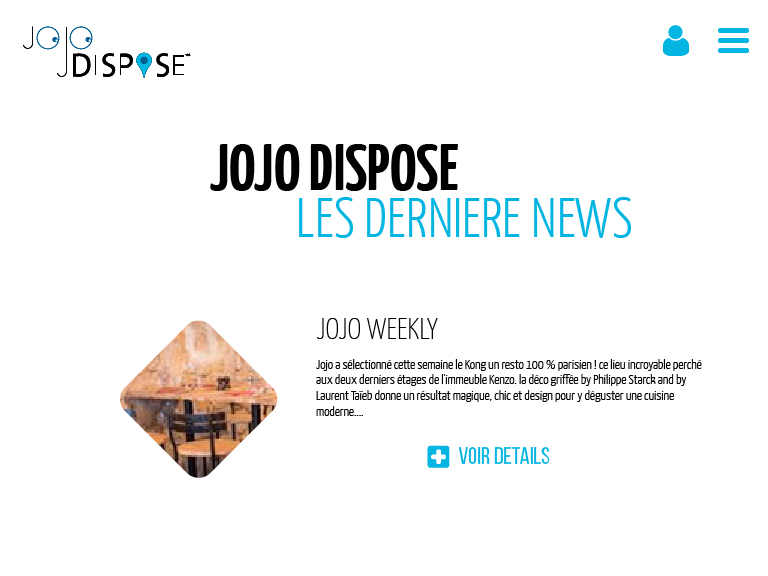 JOJO
DISPOSE
JOJO DISPOSE
LES DERNIERE NEWS
JOJO WEEKLY
Jojo a sélectionné cette semaine le Kong un resto 100 % parisien ! ce lieu incroyable perché
aux deux derniers étages de l'immeuble Kenzo. la déco griffée by Philippe Starck and by
Laurent Taïeb donne un résultat magique, chic et design pour y déguster une cuisine
moderne....
VOIR DETAILS